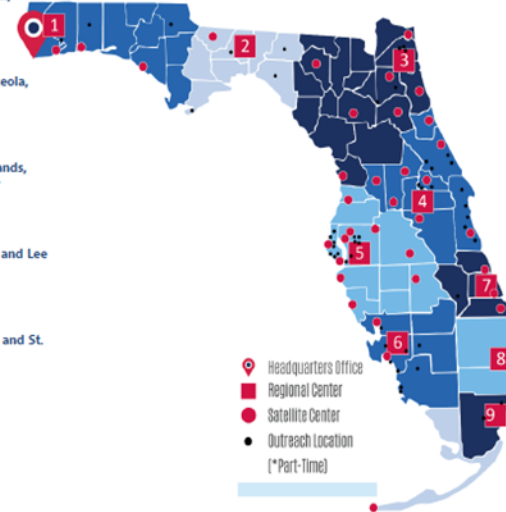 1
2
3
eola,
ands,
4
and Lee
5
7
and St.
6
8
Headquarters Office
Regional Center
9
Satellite Center
Outreach Location
(*Part-Time)